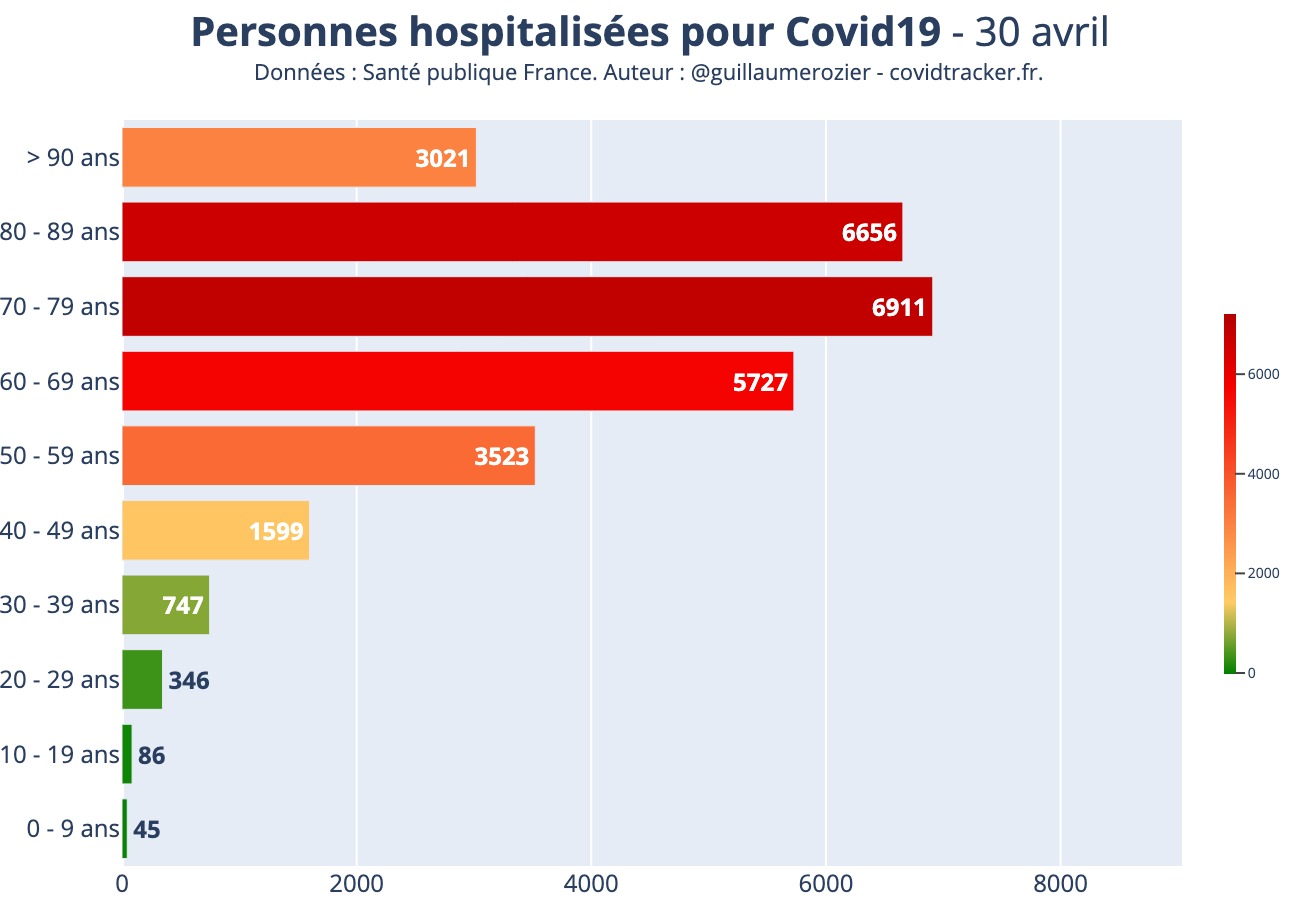 Personnes hospitalisées pour Covid19 - 30 avril
Données : Santé publique France. Auteur : @guillaumerozier - covidtracker.fr.
> 90 ans 3021
80 - 89 ans 6656
70 - 79 ans 6911
60 - 69 ans 5727
50 - 59 ans 3523
40 - 49 ans 1599
30 - 39 ans 747
20 - 29 ans 346
10 - 19 ans 86
0 - 9 ans 45
0 2000 4000 6000 8000
6000
4000
2000
0